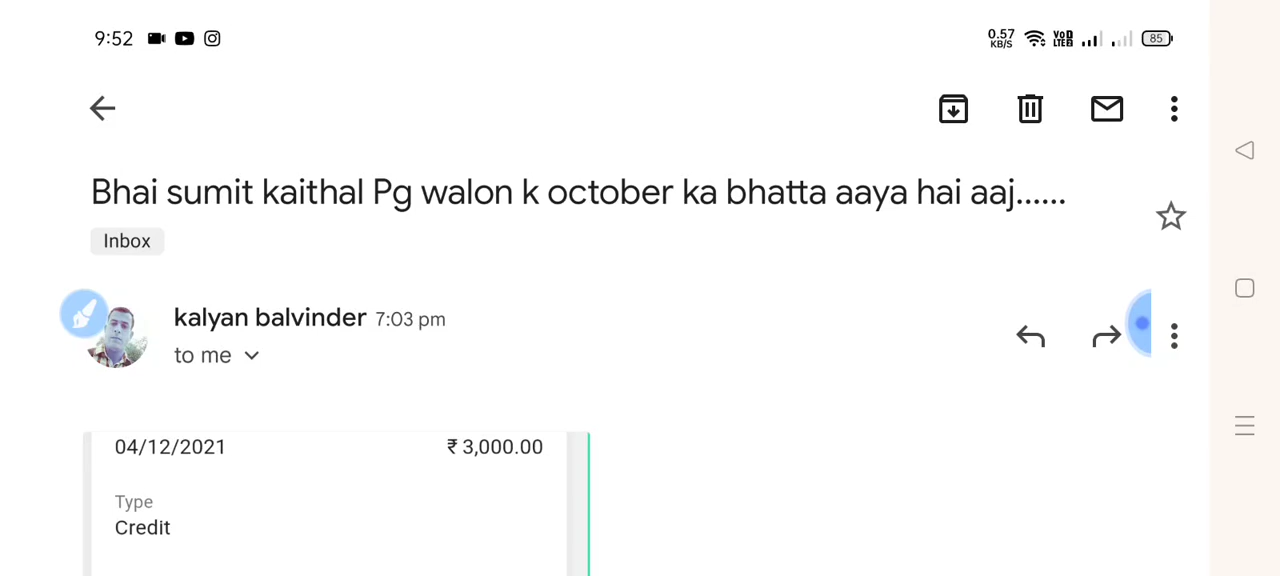 9:52 0.57 KB/S VoD LTE 85
Bhai sumit kaithal Pg walon k october ka bhatta aaya hai aaj......
Inbox
kalyan balvinder 7:03 pm
to me
04/12/2021 ₹ 3,000.00
Type
Credit